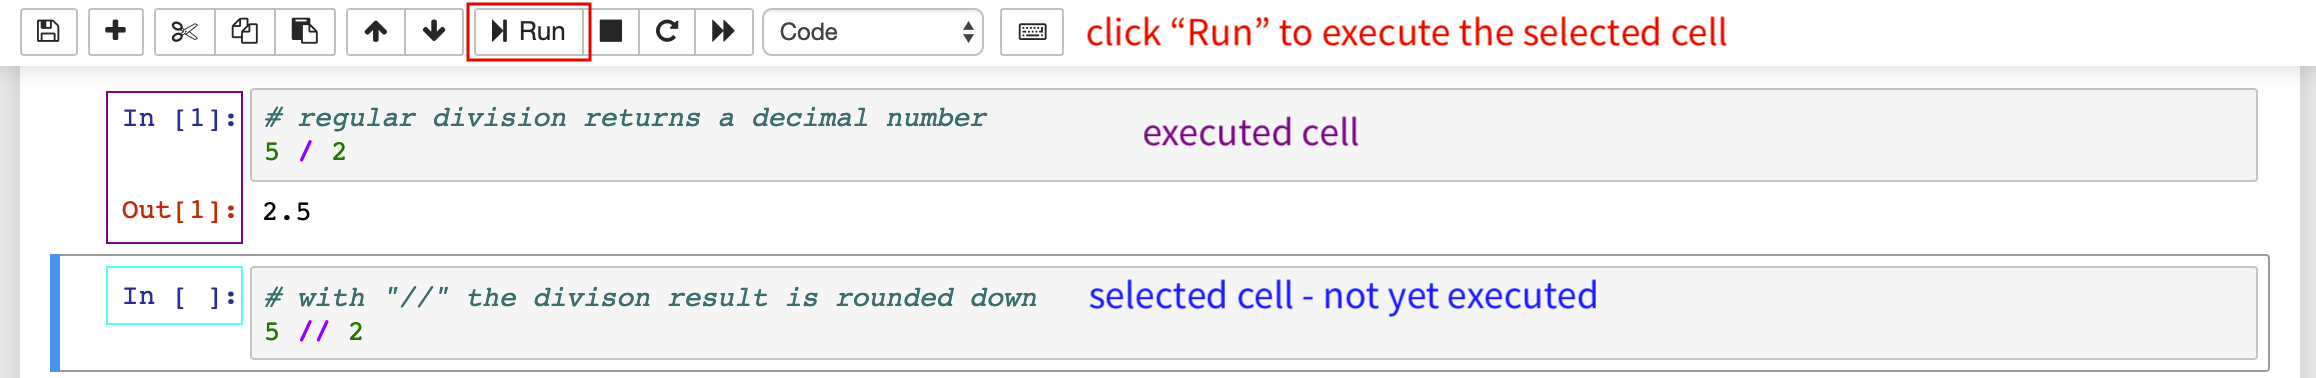 Run
Code
click “Run” to execute the selected cell
In [1]:
# regular division returns a decimal number
5 / 2
executed cell
Out[1]:
2.5
In [ ]:
# with "//" the divison result is rounded down
5 // 2
selected cell - not yet executed